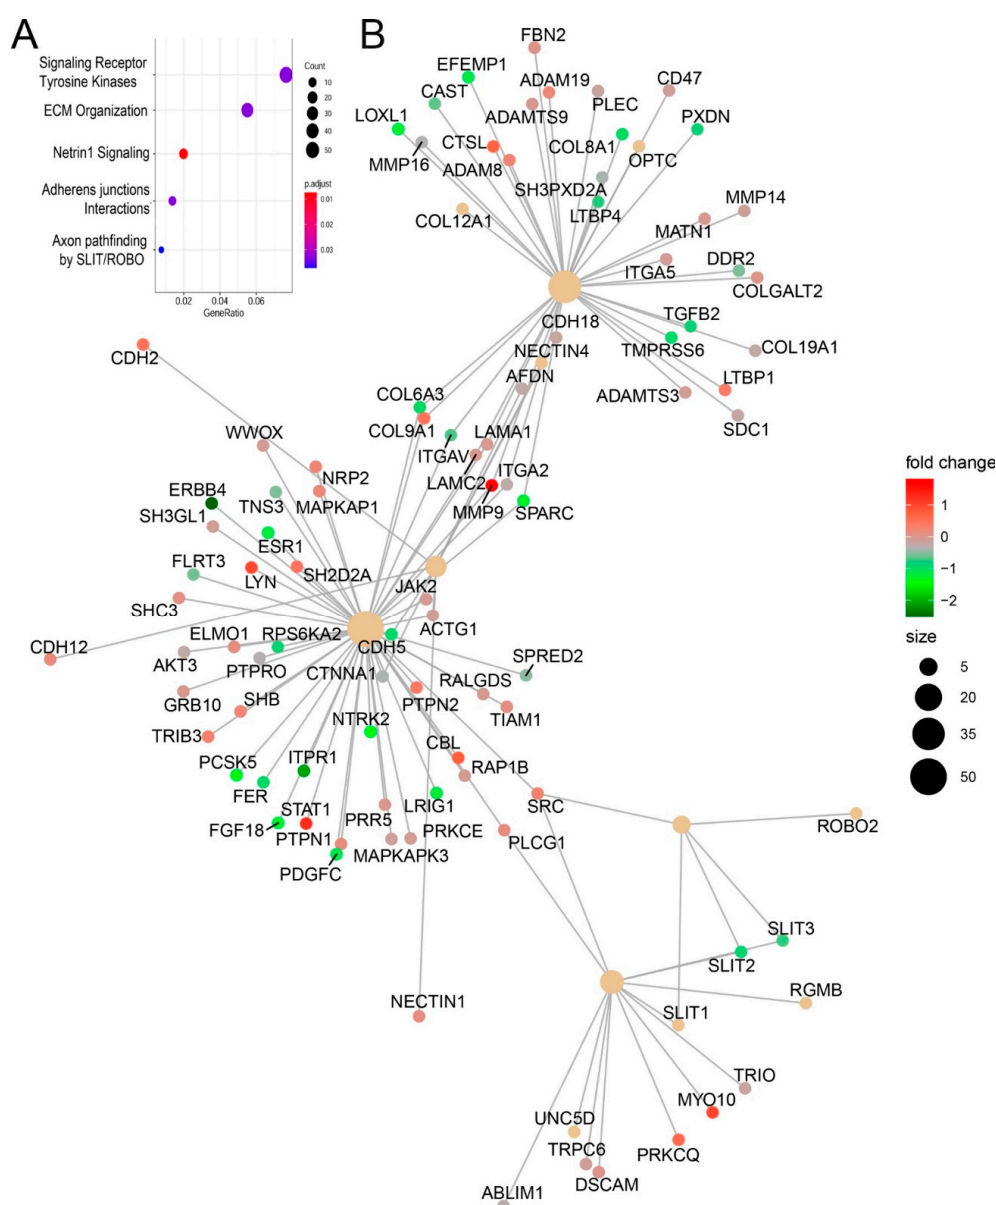 A
B
Signaling Receptor
Tyrosine Kinases
ECM Organization
Netrin1 Signaling
Adherens junctions
Interactions
Axon pathfinding
by SLIT/ROBO
0.02 0.04 0.06
GeneRatio
Count
10
20
30
40
50
p.adjust
0.01
0.02
0.03
FBN2
EFEMP1
ADAM19
CD47
CAST
PLEC
ADAMTS9
LOXL1
PXDN
CTSL
COL8A1
MMP16
OPTC
ADAM8
SH3PXD2A
LTBP4
COL12A1
MMP14
MATN1
DDR2
ITGA5
COLGALT2
CDH18
TGFB2
NECTIN4
TMPRSS6
COL19A1
CDH2
AFDN
COL6A3
LTBP1
ADAMTS3
COL9A1
SDC1
WWOX
LAMA1
ITGAV
ITGA2
NRP2
LAMC2
ERBB4
TNS3
MAPKAP1
MMP9
SPARC
SH3GL1
ESR1
FLRT3
SH2D2A
LYN
JAK2
SHC3
ACTG1
ELMO1
RPS6KA2
CDH12
CDH5
AKT3
PTPRO
CTNNA1
SPRED2
RALGDS
GRB10
SHB
PTPN2
TIAM1
NTRK2
TRIB3
CBL
PCSK5
ITPR1
RAP1B
FER
SRC
STAT1
LRIG1
FGF18
PRR5
PTPN1
PRKCE
PLCG1
MAPKAPK3
PDGFC
ROBO2
SLIT3
SLIT2
NECTIN1
RGMB
SLIT1
TRIO
MYO10
UNC5D
TRPC6
PRKCQ
DSCAM
ABLIM1
fold change
1
0
−1
−2
size
5
20
35
50